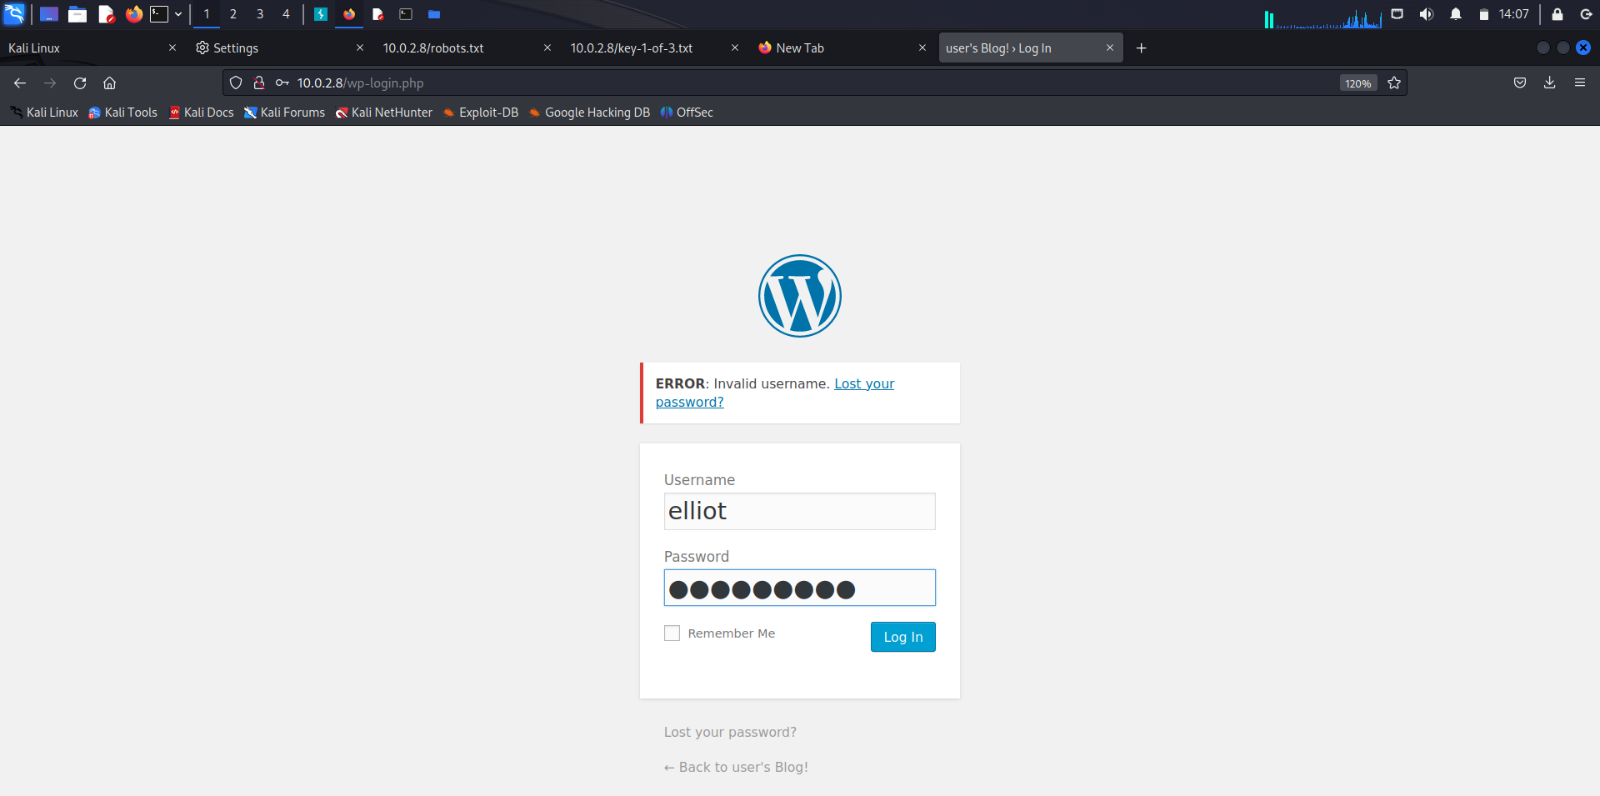 1 2 3 4 14:07
Kali Linux Settings 10.0.2.8/robots.txt 10.0.2.8/key-1-of-3.txt New Tab user's Blog! › Log In
10.0.2.8/wp-login.php 120%
Kali Linux Kali Tools Kali Docs Kali Forums Kali NetHunter Exploit-DB Google Hacking DB OffSec
ERROR: Invalid username. Lost your
password?
Username
elliot
Password
Remember Me Log In
Lost your password?
← Back to user's Blog!